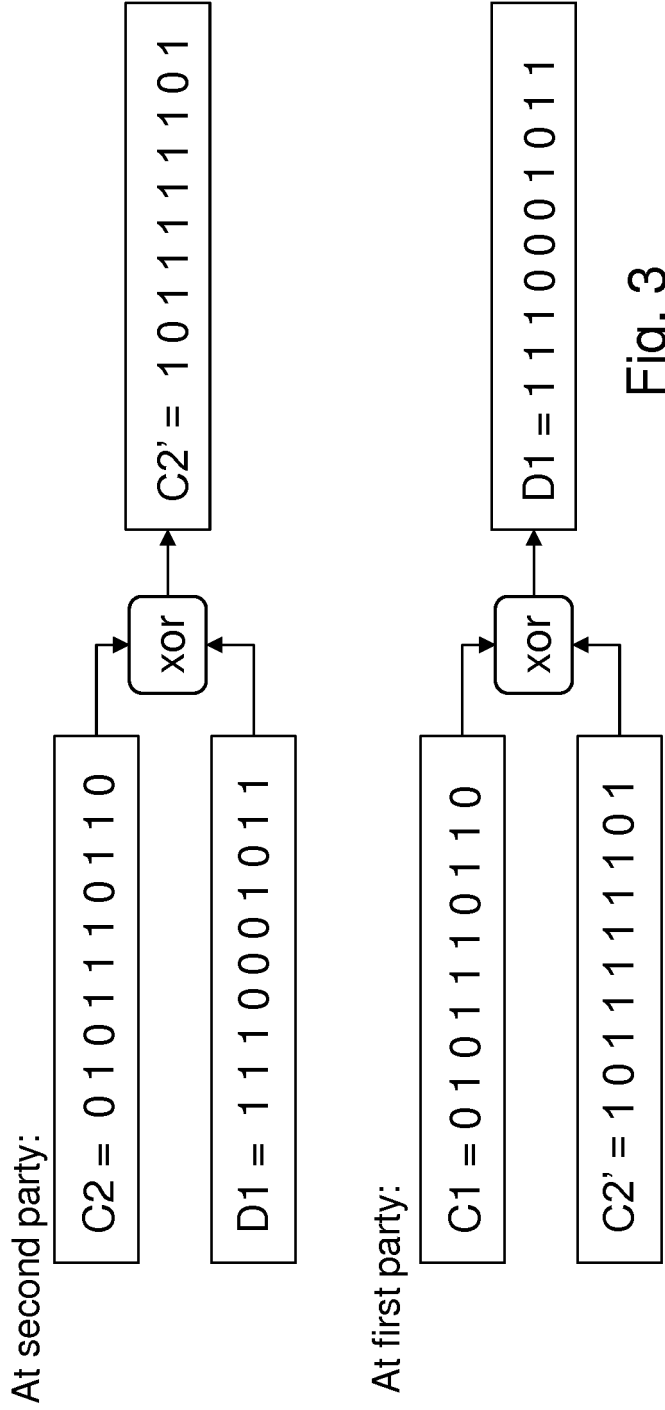 At second party:
C2 = 0 1 0 1 1 1 0 1 1 0
D1 = 1 1 1 0 0 0 1 0 1 1
xor
C2' = 1 0 1 1 1 1 1 1 0 1
At first party:
C1 = 0 1 0 1 1 1 0 1 1 0
C2' = 1 0 1 1 1 1 1 1 0 1
xor
D1 = 1 1 1 0 0 0 1 0 1 1
Fig. 3